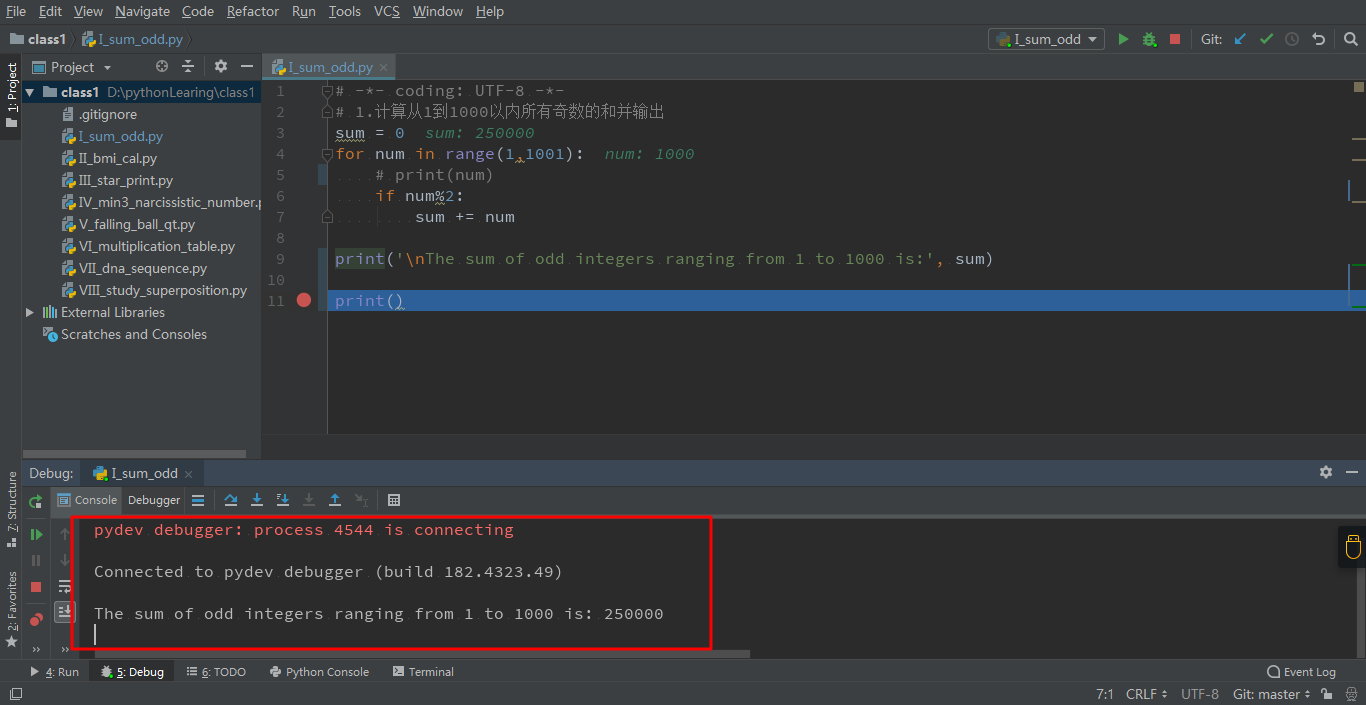 File Edit View Navigate Code Refactor Run Tools VCS Window Help
class1 I_sum_odd.py I_sum_odd Git:
1: Project
Project
I_sum_odd.py
class1 D:\pythonLearing\class1
.gitignore
I_sum_odd.py
II_bmi_cal.py
III_star_print.py
IV_min3_narcissistic_number.p
V_falling_ball_qt.py
VI_multiplication_table.py
VII_dna_sequence.py
VIII_study_superposition.py
External Libraries
Scratches and Consoles
1 # -*- coding: UTF-8 -*-
2 # 1.计算从1到1000以内所有奇数的和并输出
3 sum = 0 sum: 250000
4 for num in range(1,1001): num: 1000
5 # print(num)
6 if num%2:
7 sum += num
8
9 print('\nThe sum of odd integers ranging from 1 to 1000 is:', sum)
10
11 print()
7: Structure
2: Favorites
Debug: I_sum_odd
Console Debugger
pydev debugger: process 4544 is connecting
Connected to pydev debugger (build 182.4323.49)
The sum of odd integers ranging from 1 to 1000 is: 250000
4: Run 5: Debug 6: TODO Python Console Terminal Event Log
7:1 CRLF UTF-8 Git: master